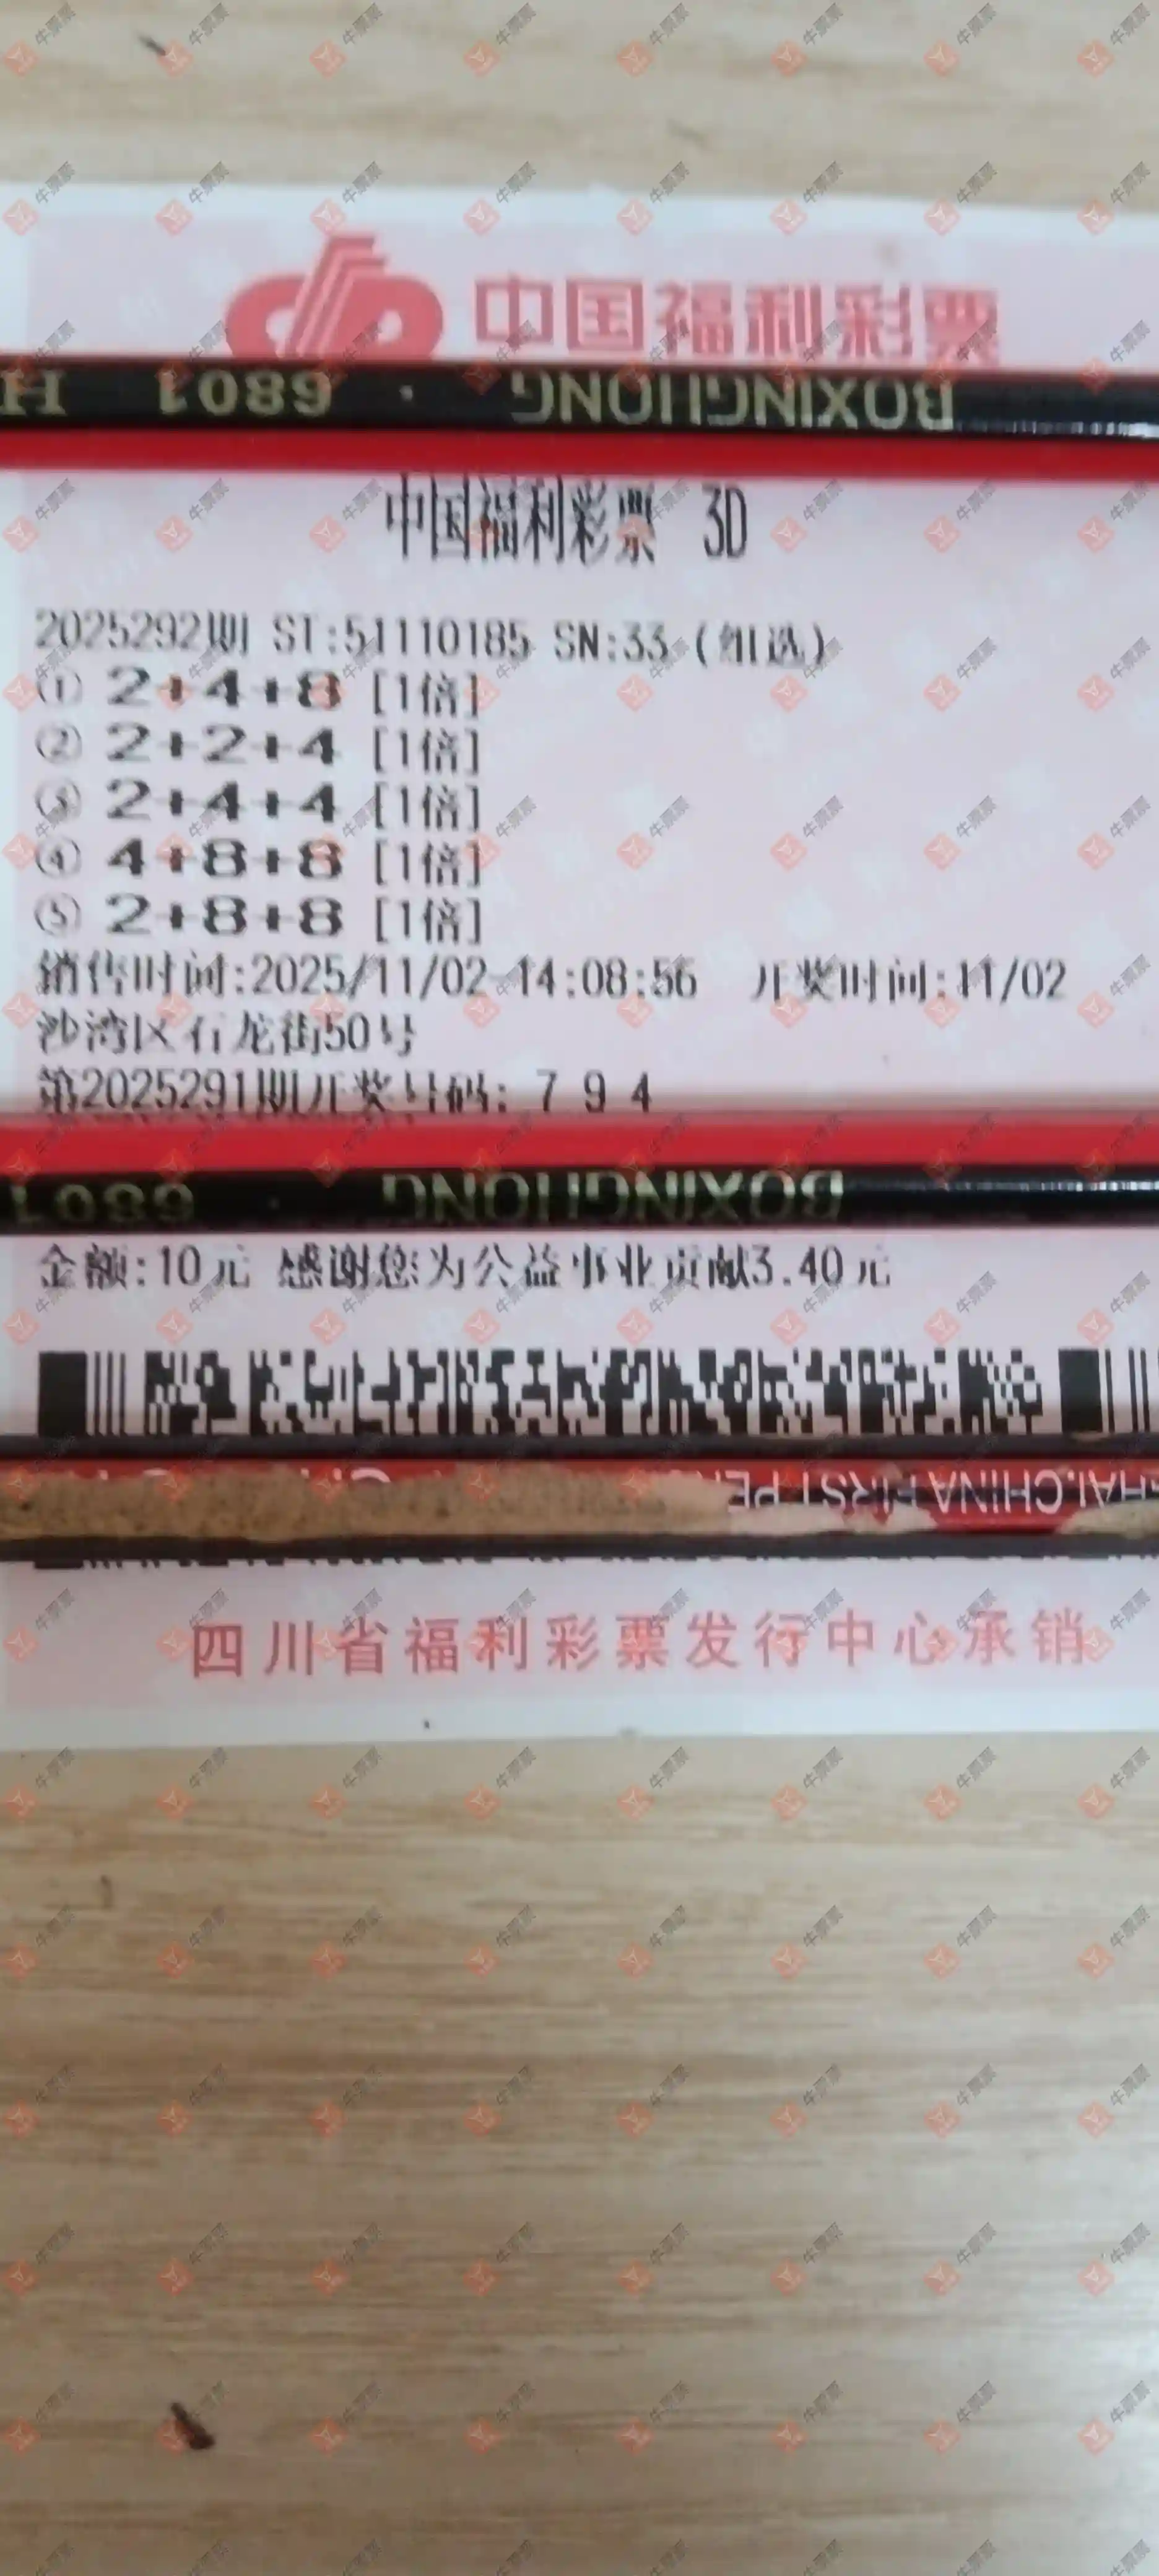 中国福利彩票
BOXINGHONG · 6801 H
中国福利彩票 3D
2025292期 ST:51110185 SN:33 (组选)
① 2+4+8 [1倍]
② 2+2+4 [1倍]
③ 2+4+4 [1倍]
④ 4+8+8 [1倍]
⑤ 2+8+8 [1倍]
销售时间:2025/11/02-14:08:56 开奖时间:11/02
沙湾区石龙街50号
第2025291期开奖号码: 7 9 4
BOXINGHONG · 6801
金额:10元 感谢您为公益事业贡献3.40元
HAI.CHINA FIRST PE
四川省福利彩票发行中心承销
牛票票